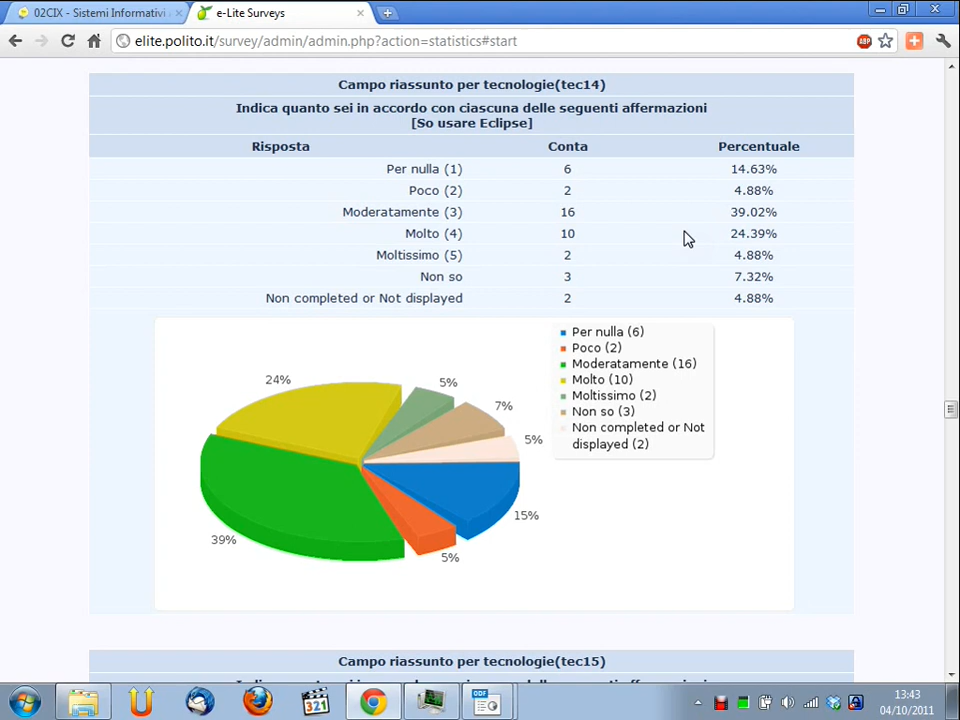 02CIX - Sistemi Informativi
e-Lite Surveys
elite.polito.it/survey/admin/admin.php?action=statistics#start
ABP
Campo riassunto per tecnologie(tec14)
Indica quanto sei in accordo con ciascuna delle seguenti affermazioni
[So usare Eclipse]
Risposta Conta Percentuale
Per nulla (1) 6 14.63%
Poco (2) 2 4.88%
Moderatamente (3) 16 39.02%
Molto (4) 10 24.39%
Moltissimo (5) 2 4.88%
Non so 3 7.32%
Non completed or Not displayed 2 4.88%
Per nulla (6)
Poco (2)
Moderatamente (16)
Molto (10)
Moltissimo (2)
Non so (3)
Non completed or Not
displayed (2)
24%
5%
7%
5%
15%
5%
39%
Campo riassunto per tecnologie(tec15)
321
ODF
13:43
04/10/2011